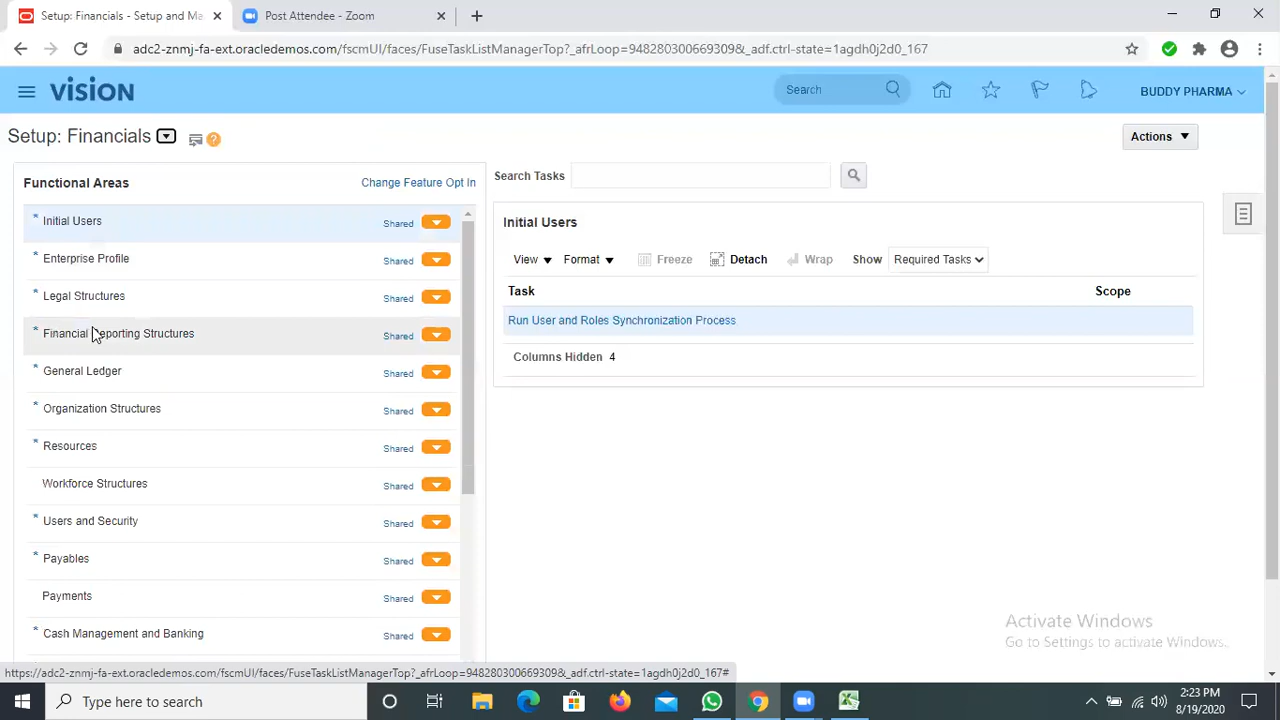 Setup: Financials - Setup and Ma
Post Attendee - Zoom
adc2-znmj-fa-ext.oracledemos.com/fscmUI/faces/FuseTaskListManagerTop?_afrLoop=9482803006669309&_adf.ctrl-state=1agdh0j2d0_167
VISION
Search
BUDDY PHARMA
Setup: Financials
Actions
Functional Areas
Change Feature Opt In
Search Tasks
* Initial Users Shared
* Enterprise Profile Shared
* Legal Structures Shared
* Financial Reporting Structures Shared
* General Ledger Shared
* Organization Structures Shared
* Resources Shared
Workforce Structures Shared
* Users and Security Shared
* Payables Shared
Payments Shared
* Cash Management and Banking Shared
Initial Users
View Format Freeze Detach Wrap Show Required Tasks
Task Scope
Run User and Roles Synchronization Process
Columns Hidden 4
Activate Windows
Go to Settings to activate Windows.
https://adc2-znmj-fa-ext.oracledemos.com/fscmUI/faces/FuseTaskListManagerTop?_afrLoop=9482803006669309&_adf.ctrl-state=1agdh0j2d0_167#
Type here to search
2:23 PM
8/19/2020